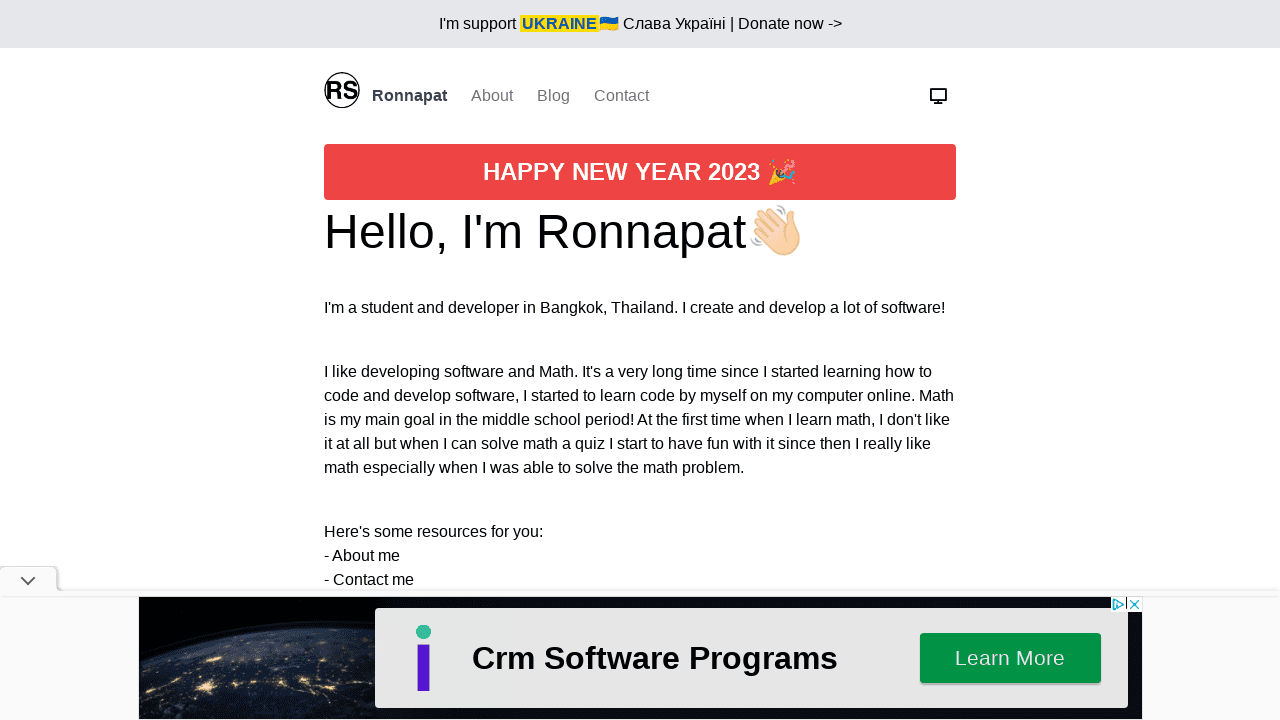 I'm support UKRAINE🇺🇦 Слава Україні | Donate now ->
RS Ronnapat About Blog Contact
HAPPY NEW YEAR 2023 🎉
Hello, I'm Ronnapat👋🏻
I'm a student and developer in Bangkok, Thailand. I create and develop a lot of software!
I like developing software and Math. It's a very long time since I started learning how to
code and develop software, I started to learn code by myself on my computer online. Math
is my main goal in the middle school period! At the first time when I learn math, I don't like
it at all but when I can solve math a quiz I start to have fun with it since then I really like
math especially when I was able to solve the math problem.
Here's some resources for you:
- About me
- Contact me
Crm Software Programs
Learn More